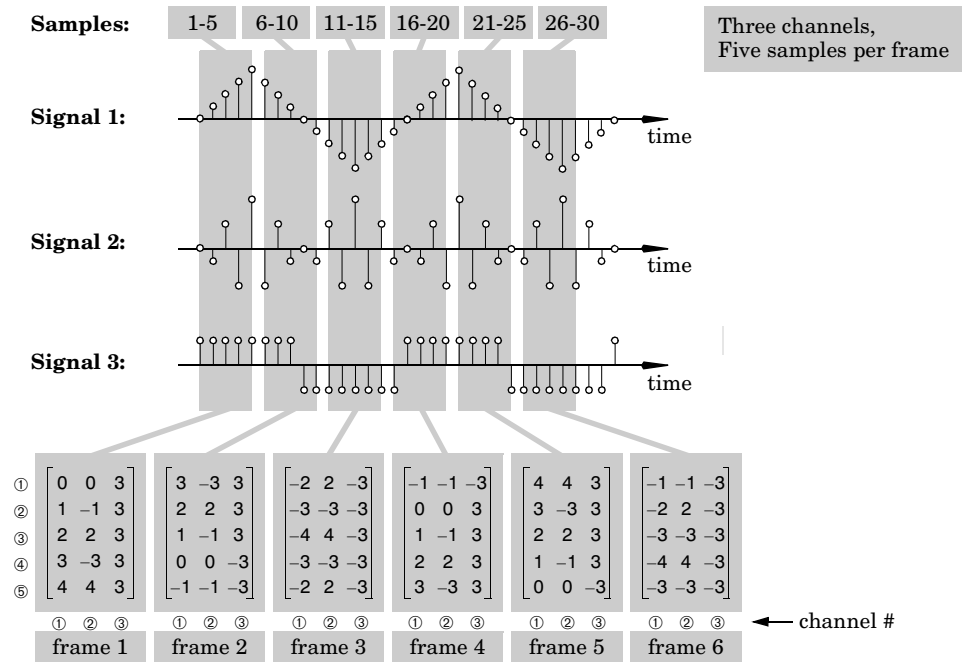 Samples: 1-5 6-10 11-15 16-20 21-25 26-30
Three channels,
Five samples per frame
Signal 1:
time
Signal 2:
time
Signal 3:
time
① 0 0 3 3 −3 3 −2 2 −3 −1 −1 −3 4 4 3 −1 −1 −3
② 1 −1 3 2 2 3 −3 −3 −3 0 0 3 3 −3 3 −2 2 −3
③ 2 2 3 1 −1 3 −4 4 −3 1 −1 3 2 2 3 −3 −3 −3
④ 3 −3 3 0 0 −3 −3 −3 −3 2 2 3 1 −1 3 −4 4 −3
⑤ 4 4 3 −1 −1 −3 −2 2 −3 3 −3 3 0 0 −3 −3 −3 −3
① ② ③ ① ② ③ ① ② ③ ① ② ③ ① ② ③ ① ② ③ channel #
frame 1 frame 2 frame 3 frame 4 frame 5 frame 6